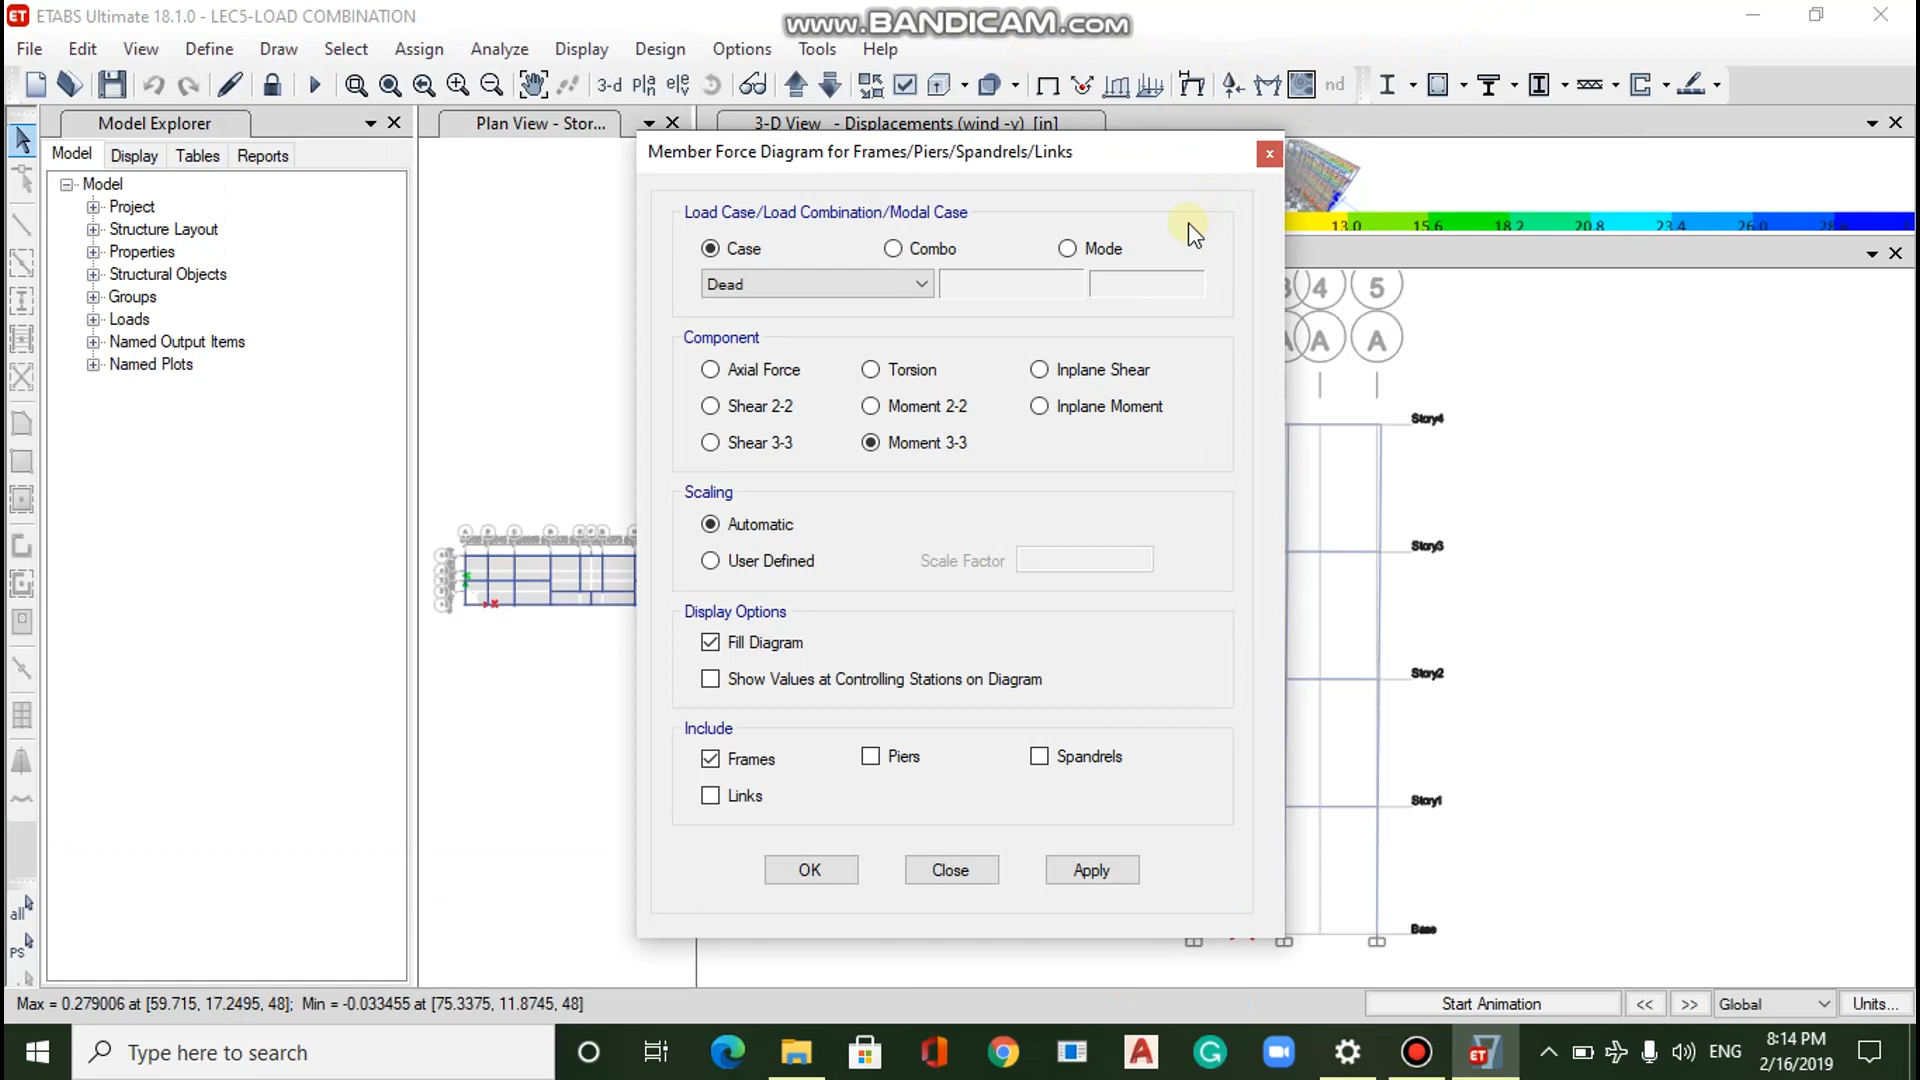 ETABS Ultimate 18.1.0 - LEC5-LOAD COMBINATION
www.BANDICAM.com
File Edit View Define Draw Select Assign Analyze Display Design Options Tools Help
3-d pla ele nd
Model Explorer
Plan View - Stor...
3-D View - Displacements (wind -y) [in]
Model Display Tables Reports
Model
Project
Structure Layout
Properties
Structural Objects
Groups
Loads
Named Output Items
Named Plots
Member Force Diagram for Frames/Piers/Spandrels/Links
Load Case/Load Combination/Modal Case
Case Combo Mode
Dead
Component
Axial Force Torsion Inplane Shear
Shear 2-2 Moment 2-2 Inplane Moment
Shear 3-3 Moment 3-3
Scaling
Automatic
User Defined Scale Factor
Display Options
Fill Diagram
Show Values at Controlling Stations on Diagram
Include
Frames Piers Spandrels
Links
OK Close Apply
13.0 15.6 18.2 20.8 23.4 26.0
4 5
A A
Story4
Story3
Story2
Story1
Base
all
PS
Max = 0.279006 at [59.715, 17.2495, 48]; Min = -0.033455 at [75.3375, 11.8745, 48]
Start Animation << >> Global Units...
Type here to search
ENG
8:14 PM
2/16/2019